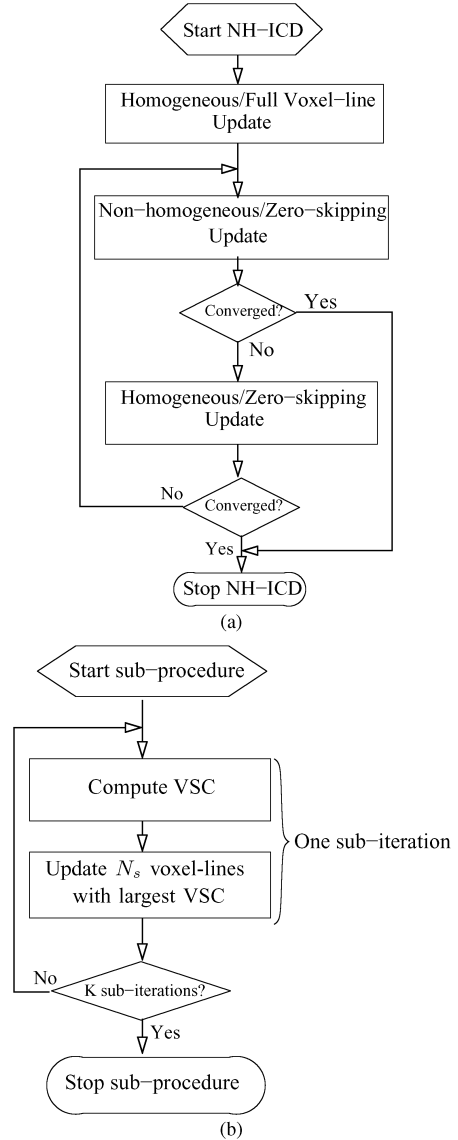 Start NH−ICD
Homogeneous/Full Voxel−line
Update
Non−homogeneous/Zero−skipping
Update
Converged?
Yes
No
Homogeneous/Zero−skipping
Update
No
Converged?
Yes
Stop NH−ICD
(a)
Start sub−procedure
Compute VSC
One sub−iteration
Update Ns voxel-lines
with largest VSC
No
K sub−iterations?
Yes
Stop sub−procedure
(b)